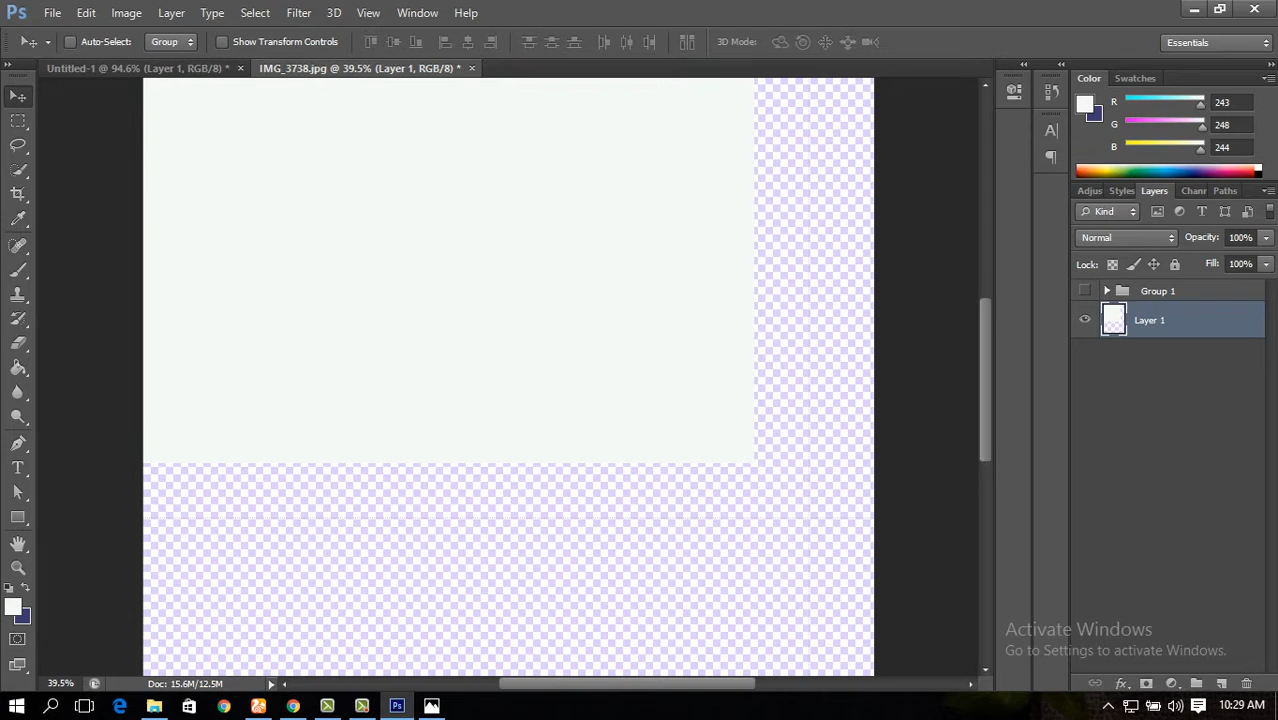 Ps File Edit Image Layer Type Select Filter 3D View Window Help
Auto-Select: Group Show Transform Controls 3D Mode: Essentials
Untitled-1 @ 94.6% (Layer 1, RGB/8) * × IMG_3738.jpg @ 39.5% (Layer 1, RGB/8) * ×
Color Swatches
R 243
G 248
B 244
Adjus Styles Layers Chann Paths
Kind
Normal Opacity: 100%
Lock: Fill: 100%
Group 1
Layer 1
Activate Windows
Go to Settings to activate Windows.
39.5% Doc: 15.6M/12.5M
10:29 AM